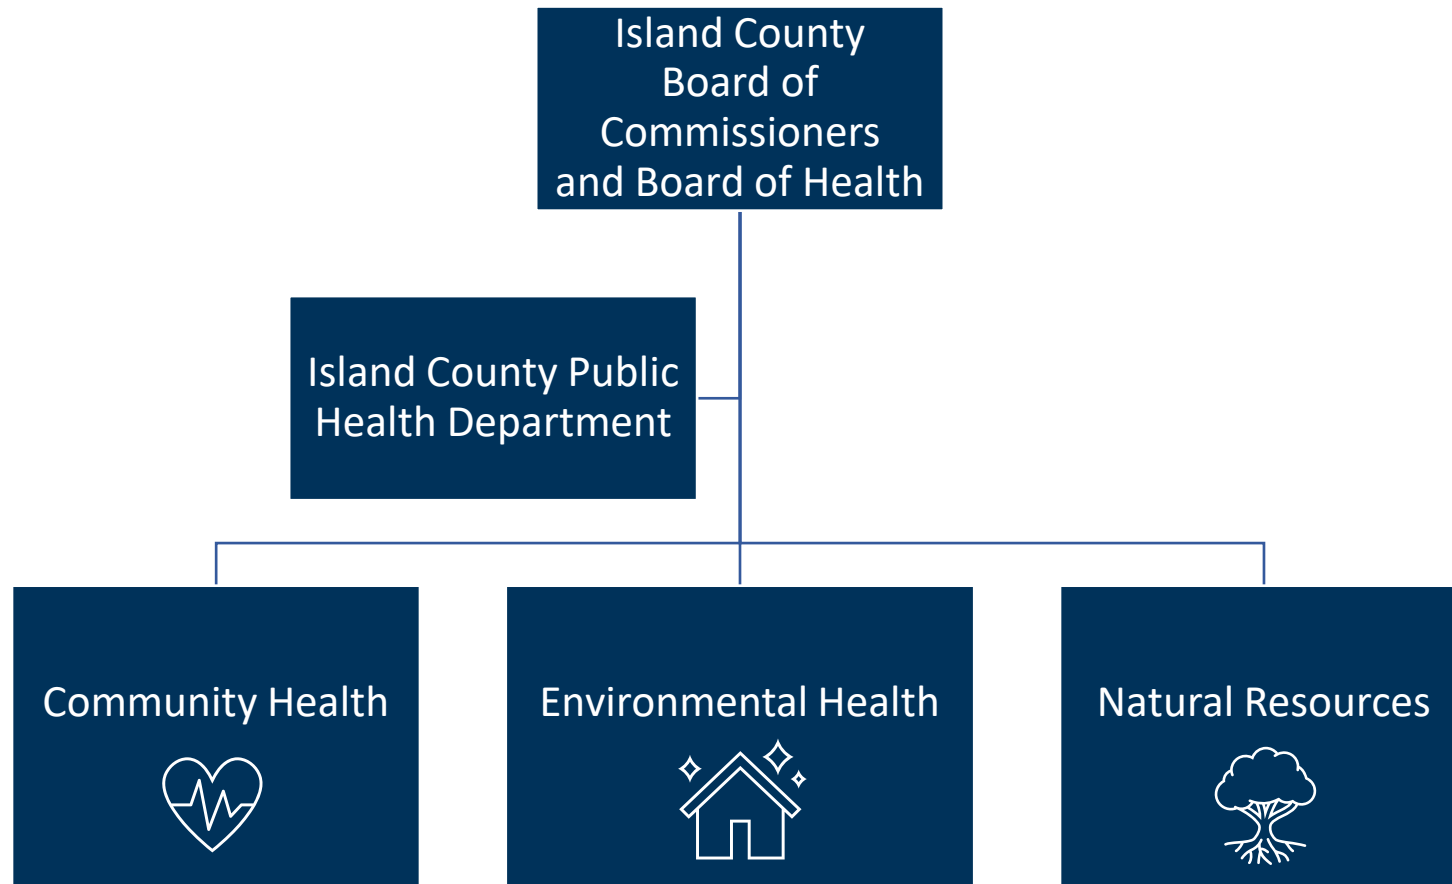 Island County
Board of
Commissioners
and Board of Health
Island County Public
Health Department
Community Health
Environmental Health
Natural Resources